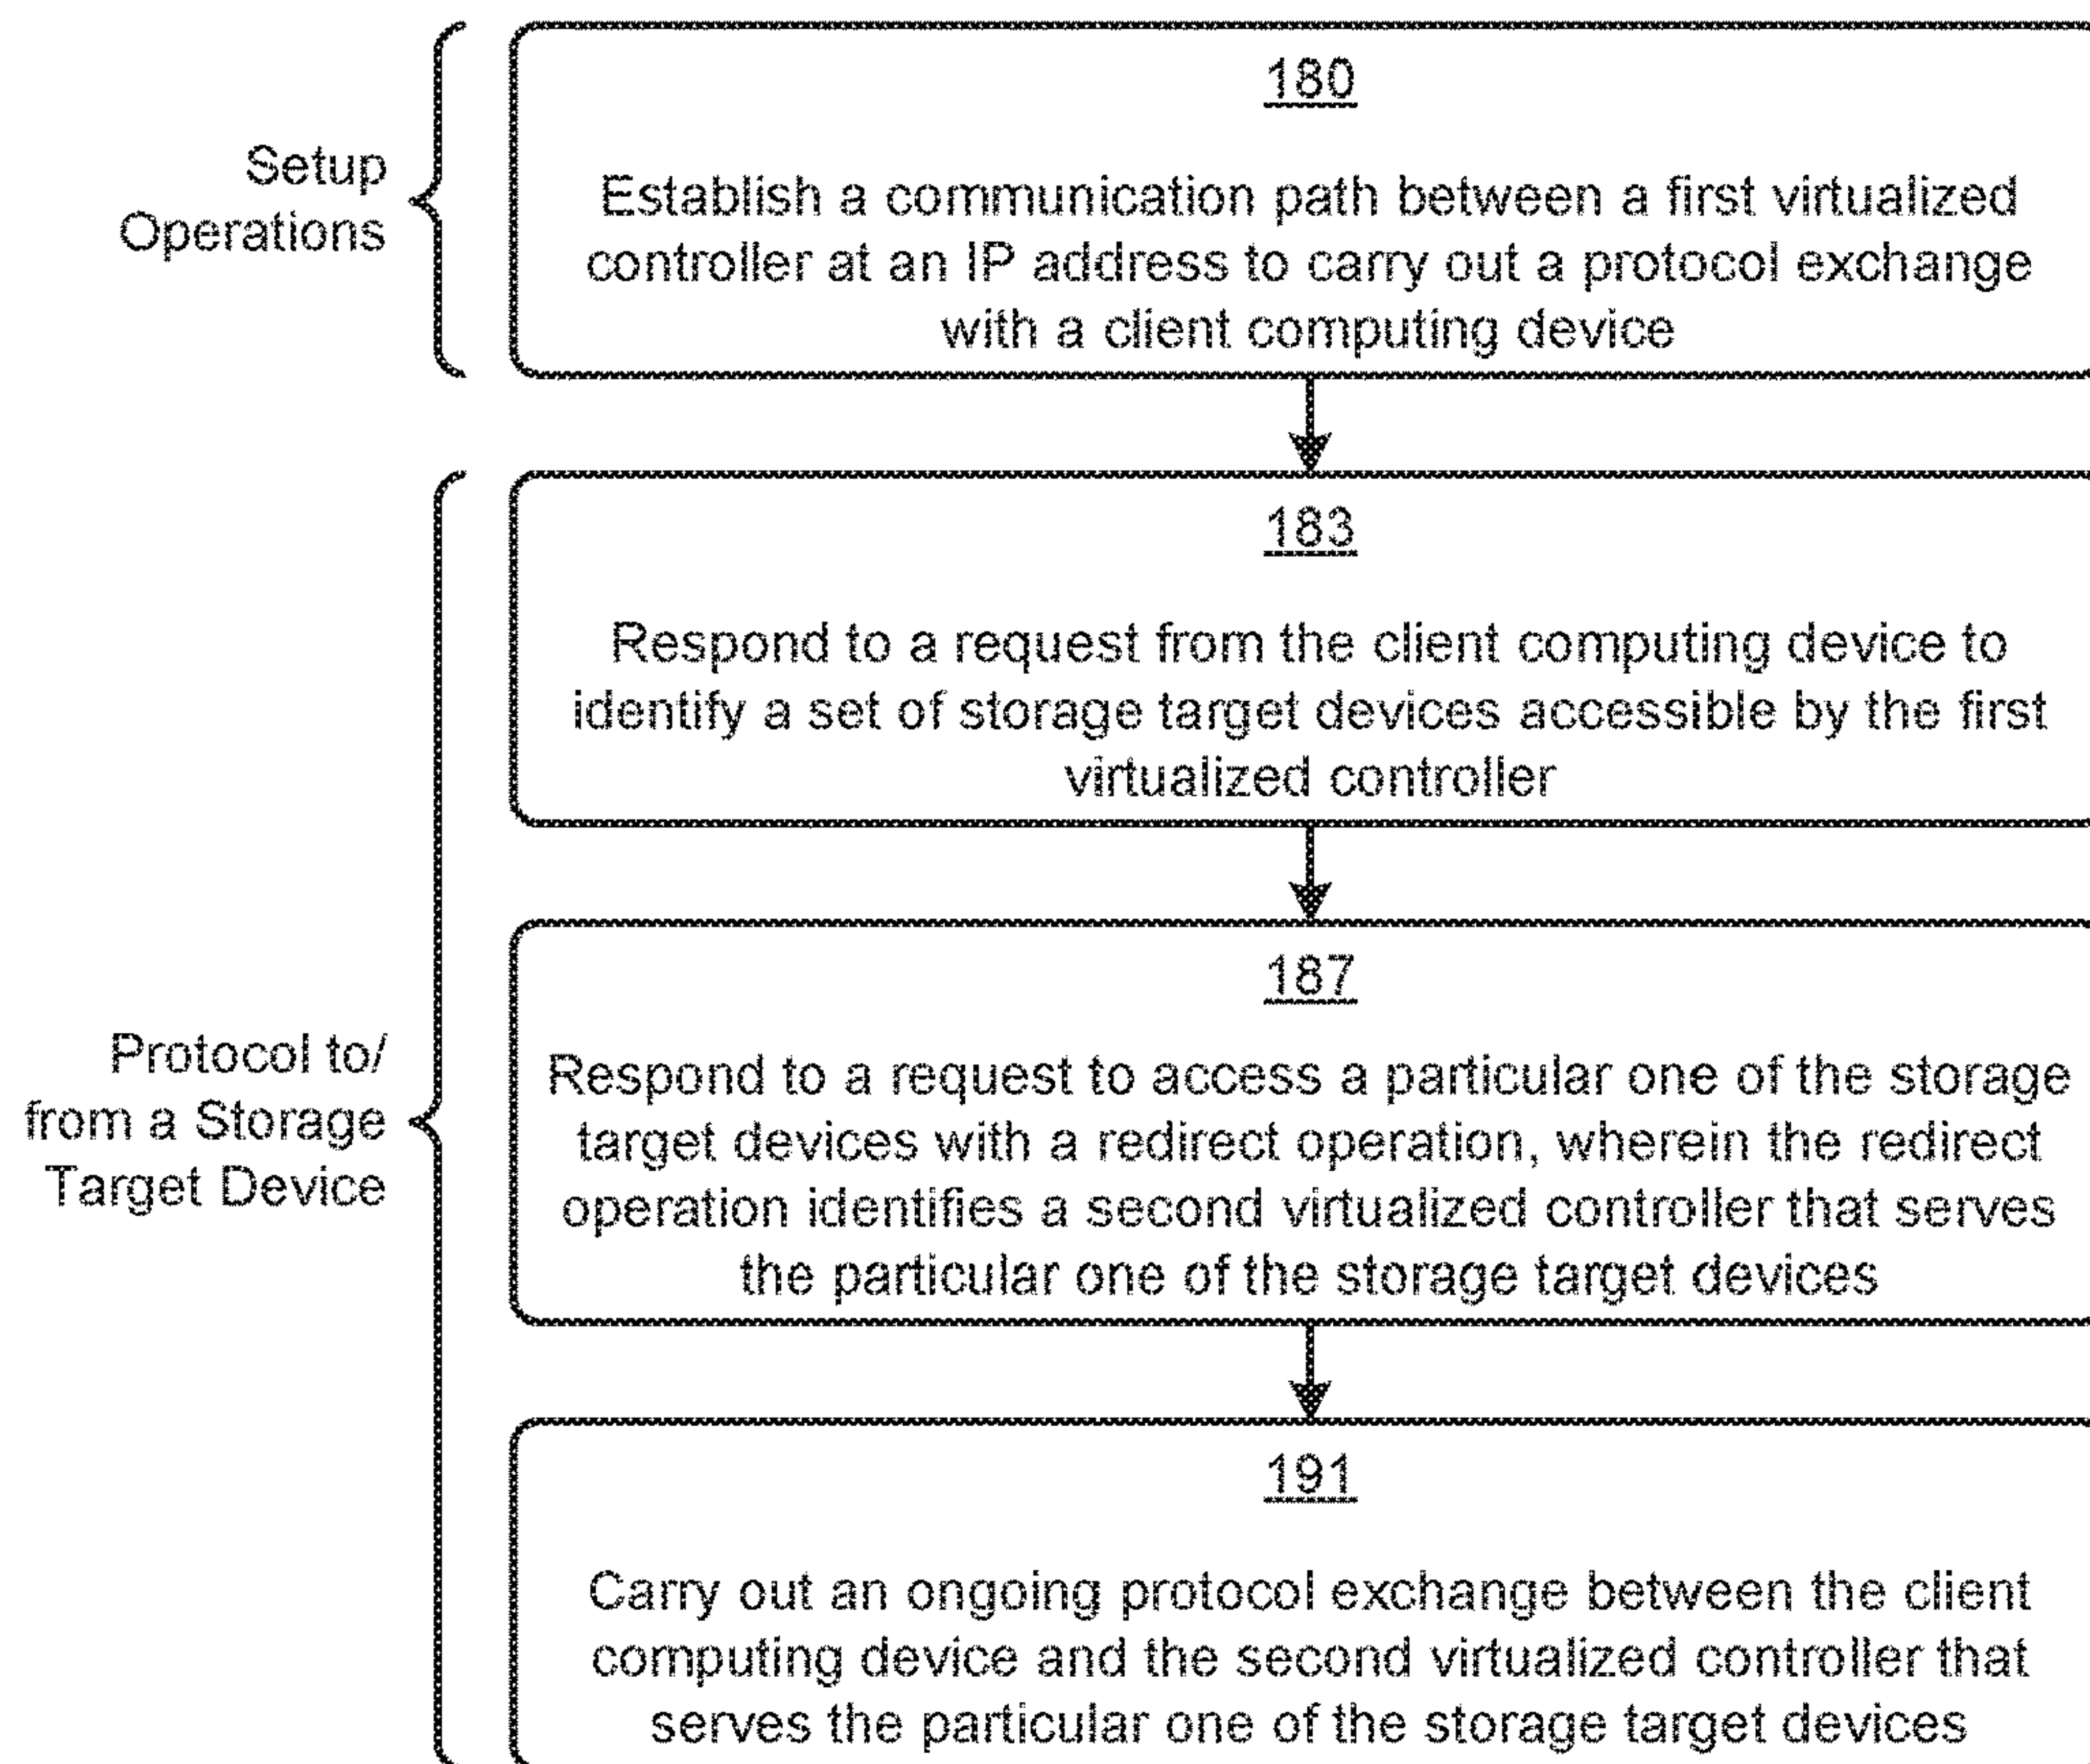 Setup
Operations
180
Establish a communication path between a first virtualized
controller at an IP address to carry out a protocol exchange
with a client computing device
183
Respond to a request from the client computing device to
identify a set of storage target devices accessible by the first
virtualized controller
Protocol to/
from a Storage
Target Device
187
Respond to a request to access a particular one of the storage
target devices with a redirect operation, wherein the redirect
operation identifies a second virtualized controller that serves
the particular one of the storage target devices
191
Carry out an ongoing protocol exchange between the client
computing device and the second virtualized controller that
serves the particular one of the storage target devices